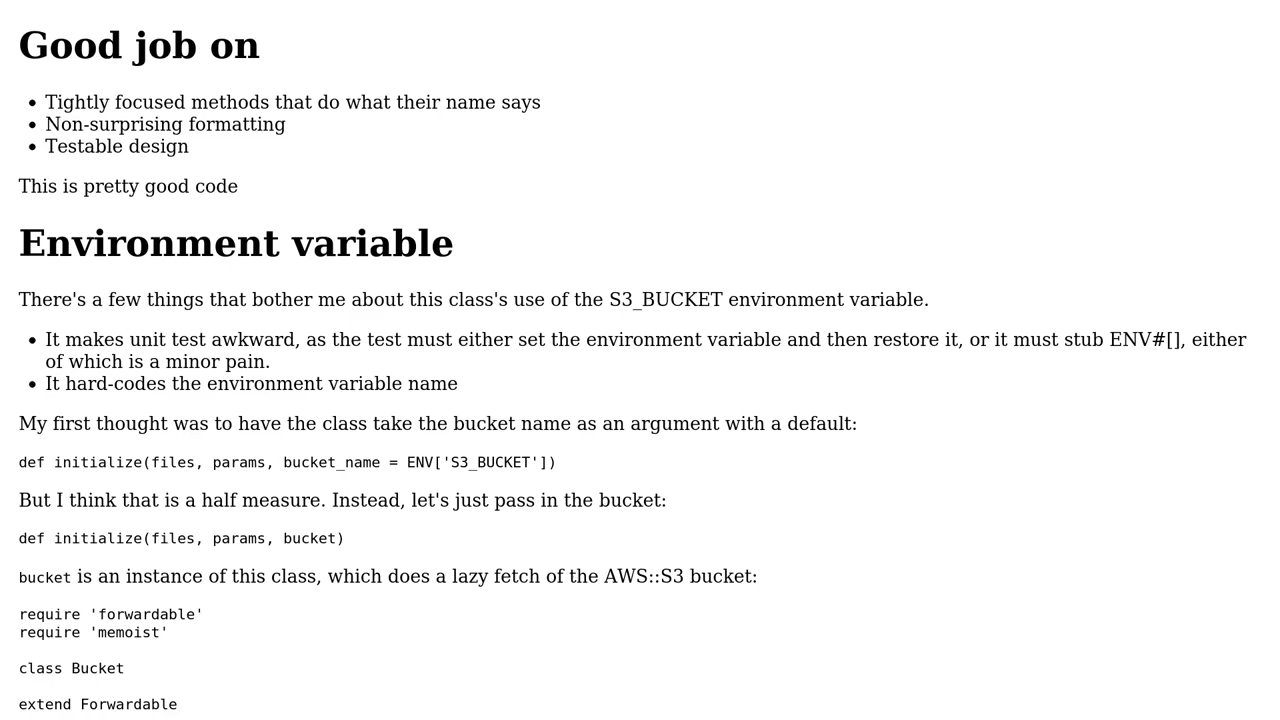 Good job on
• Tightly focused methods that do what their name says
• Non-surprising formatting
• Testable design
This is pretty good code
Environment variable
There's a few things that bother me about this class's use of the S3_BUCKET environment variable.
• It makes unit test awkward, as the test must either set the environment variable and then restore it, or it must stub ENV#[], either
of which is a minor pain.
• It hard-codes the environment variable name
My first thought was to have the class take the bucket name as an argument with a default:
def initialize(files, params, bucket_name = ENV['S3_BUCKET'])
But I think that is a half measure. Instead, let's just pass in the bucket:
def initialize(files, params, bucket)
bucket is an instance of this class, which does a lazy fetch of the AWS::S3 bucket:
require 'forwardable'
require 'memoist'
class Bucket
extend Forwardable